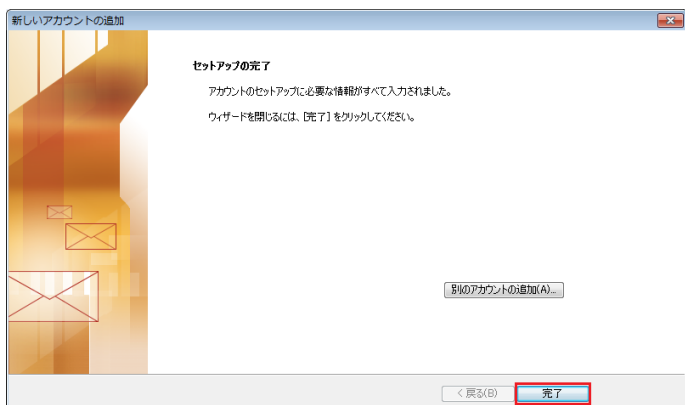 新しいアカウントの追加
セットアップの完了
アカウントのセットアップに必要な情報がすべて入力されました。
ウィザードを閉じるには、[完了] をクリックしてください。
別のアカウントの追加(A)...
< 戻る(B)
完了